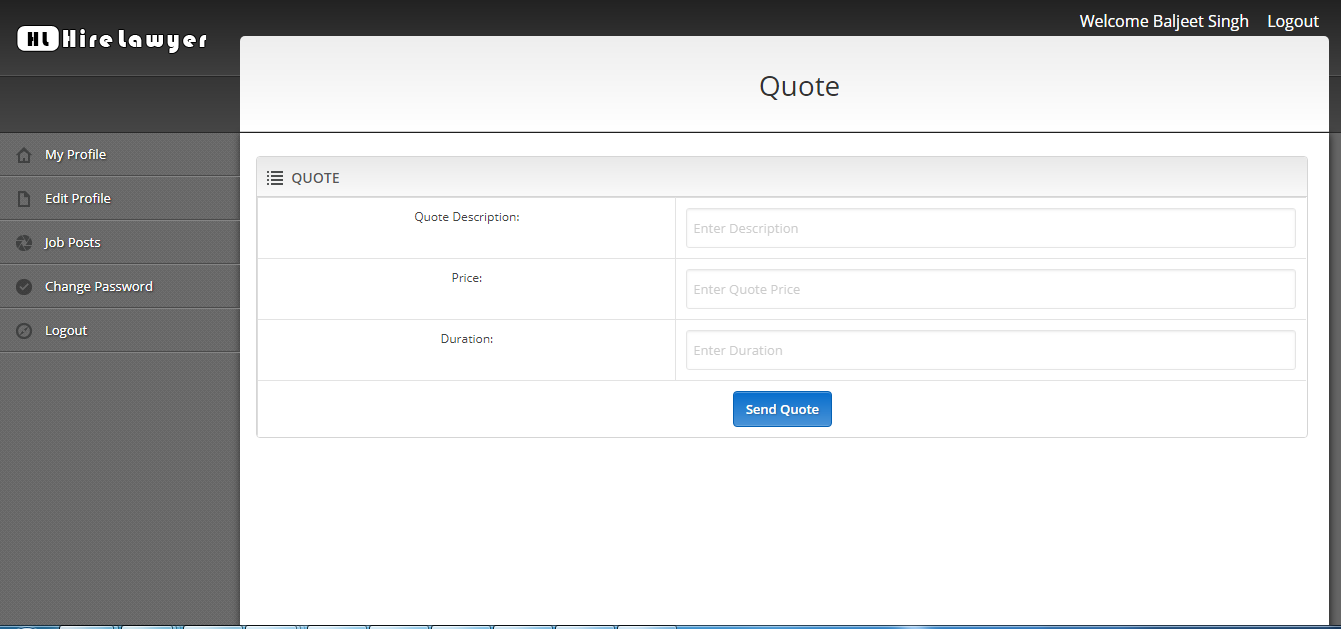 Welcome Baljeet Singh Logout
HL Hire Lawyer
Quote
My Profile
Edit Profile
Job Posts
Change Password
Logout
QUOTE
Quote Description: Enter Description
Price: Enter Quote Price
Duration: Enter Duration
Send Quote